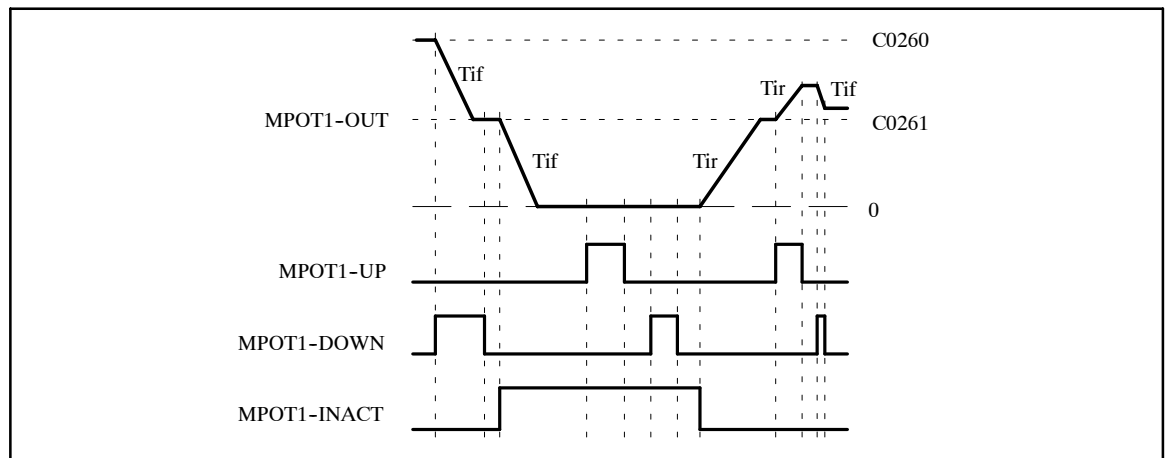 C0260
Tif
Tir
Tif
MPOT1-OUT
C0261
Tif
Tir
0
MPOT1-UP
MPOT1-DOWN
MPOT1-INACT